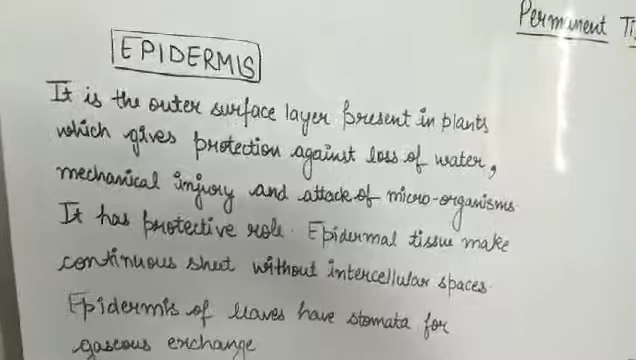 Permanent
EPIDERMIS
It is the outer surface layer present in plants
which gives protection against loss of water,
mechanical injury and attack of micro-organisms.
It has protective role. Epidermal tissue make
continuous sheet without intercellular spaces.
Epidermis of leaves have stomata for
gaseous exchange